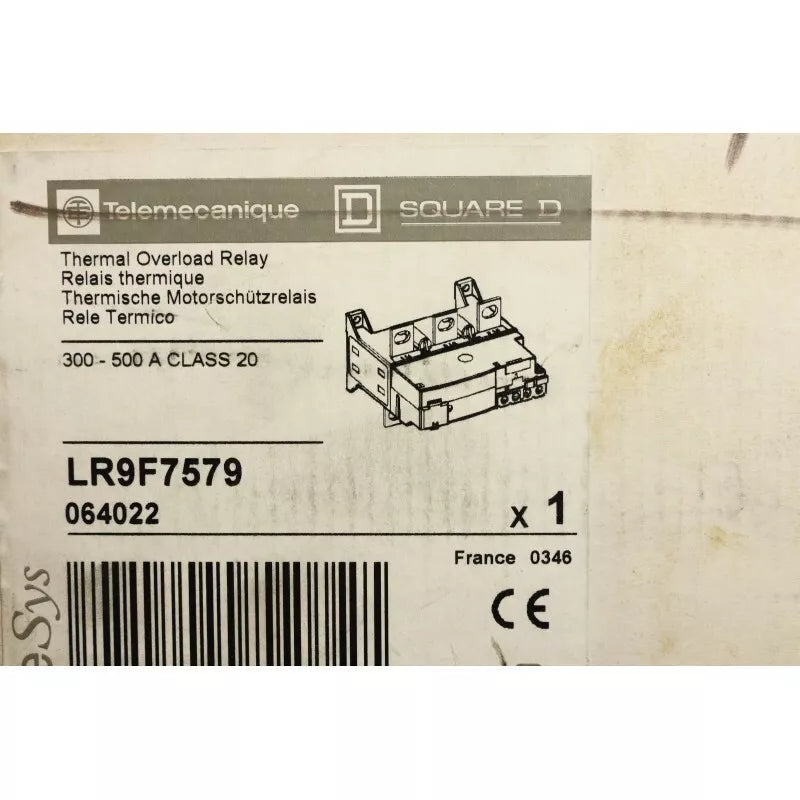 Telemecanique D SQUARE D
Thermal Overload Relay
Relais thermique
Thermische Motorschützrelais
Rele Termico
300 - 500 A CLASS 20
LR9F7579
064022
x 1
France 0346
CE
eSys